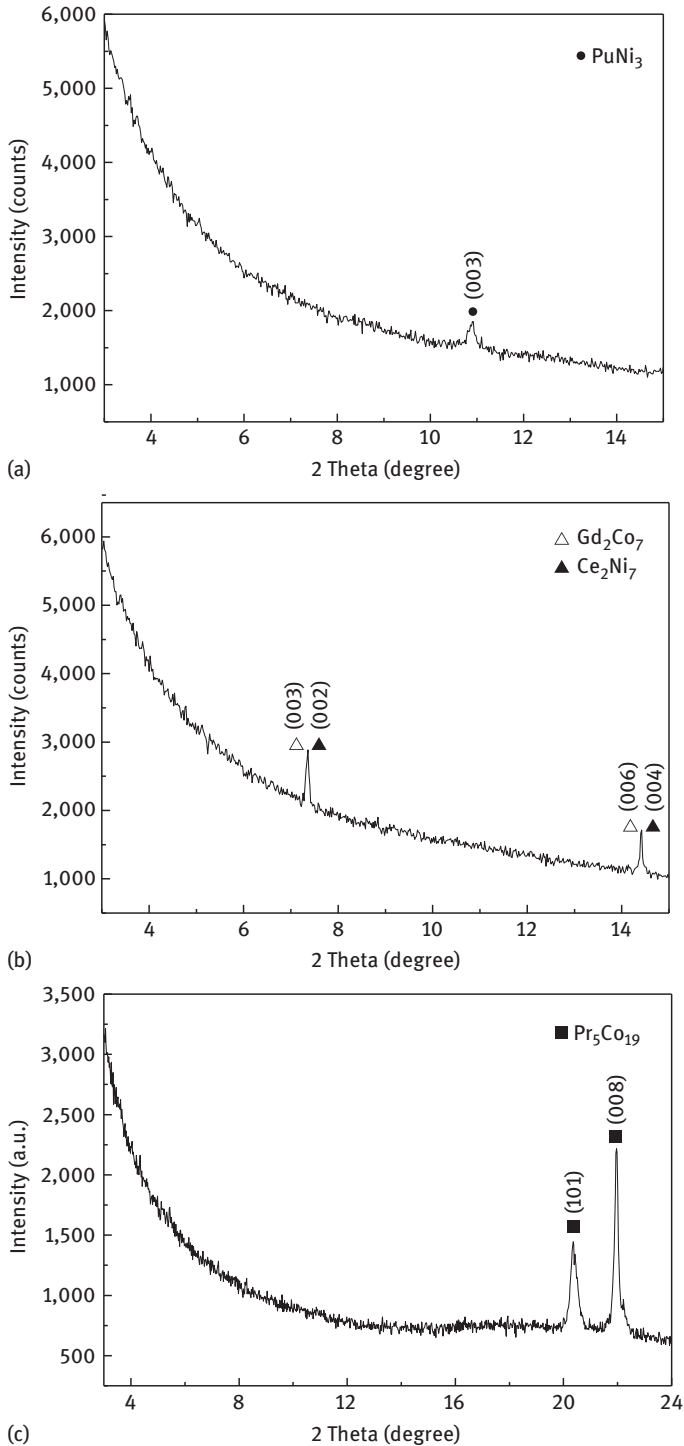 6,000
5,000
4,000
3,000
2,000
1,000
Intensity (counts)
● PuNi₃
(003)
4 6 8 10 12 14
2 Theta (degree)
(a)
6,000
5,000
4,000
3,000
2,000
1,000
Intensity (counts)
△ Gd₂Co₇
▲ Ce₂Ni₇
(003) (002)
(006) (004)
4 6 8 10 12 14
2 Theta (degree)
(b)
3,500
3,000
2,500
2,000
1,500
1,000
500
Intensity (a.u.)
■ Pr₅Co₁₉
(101)
(008)
4 8 12 16 20 24
2 Theta (degree)
(c)